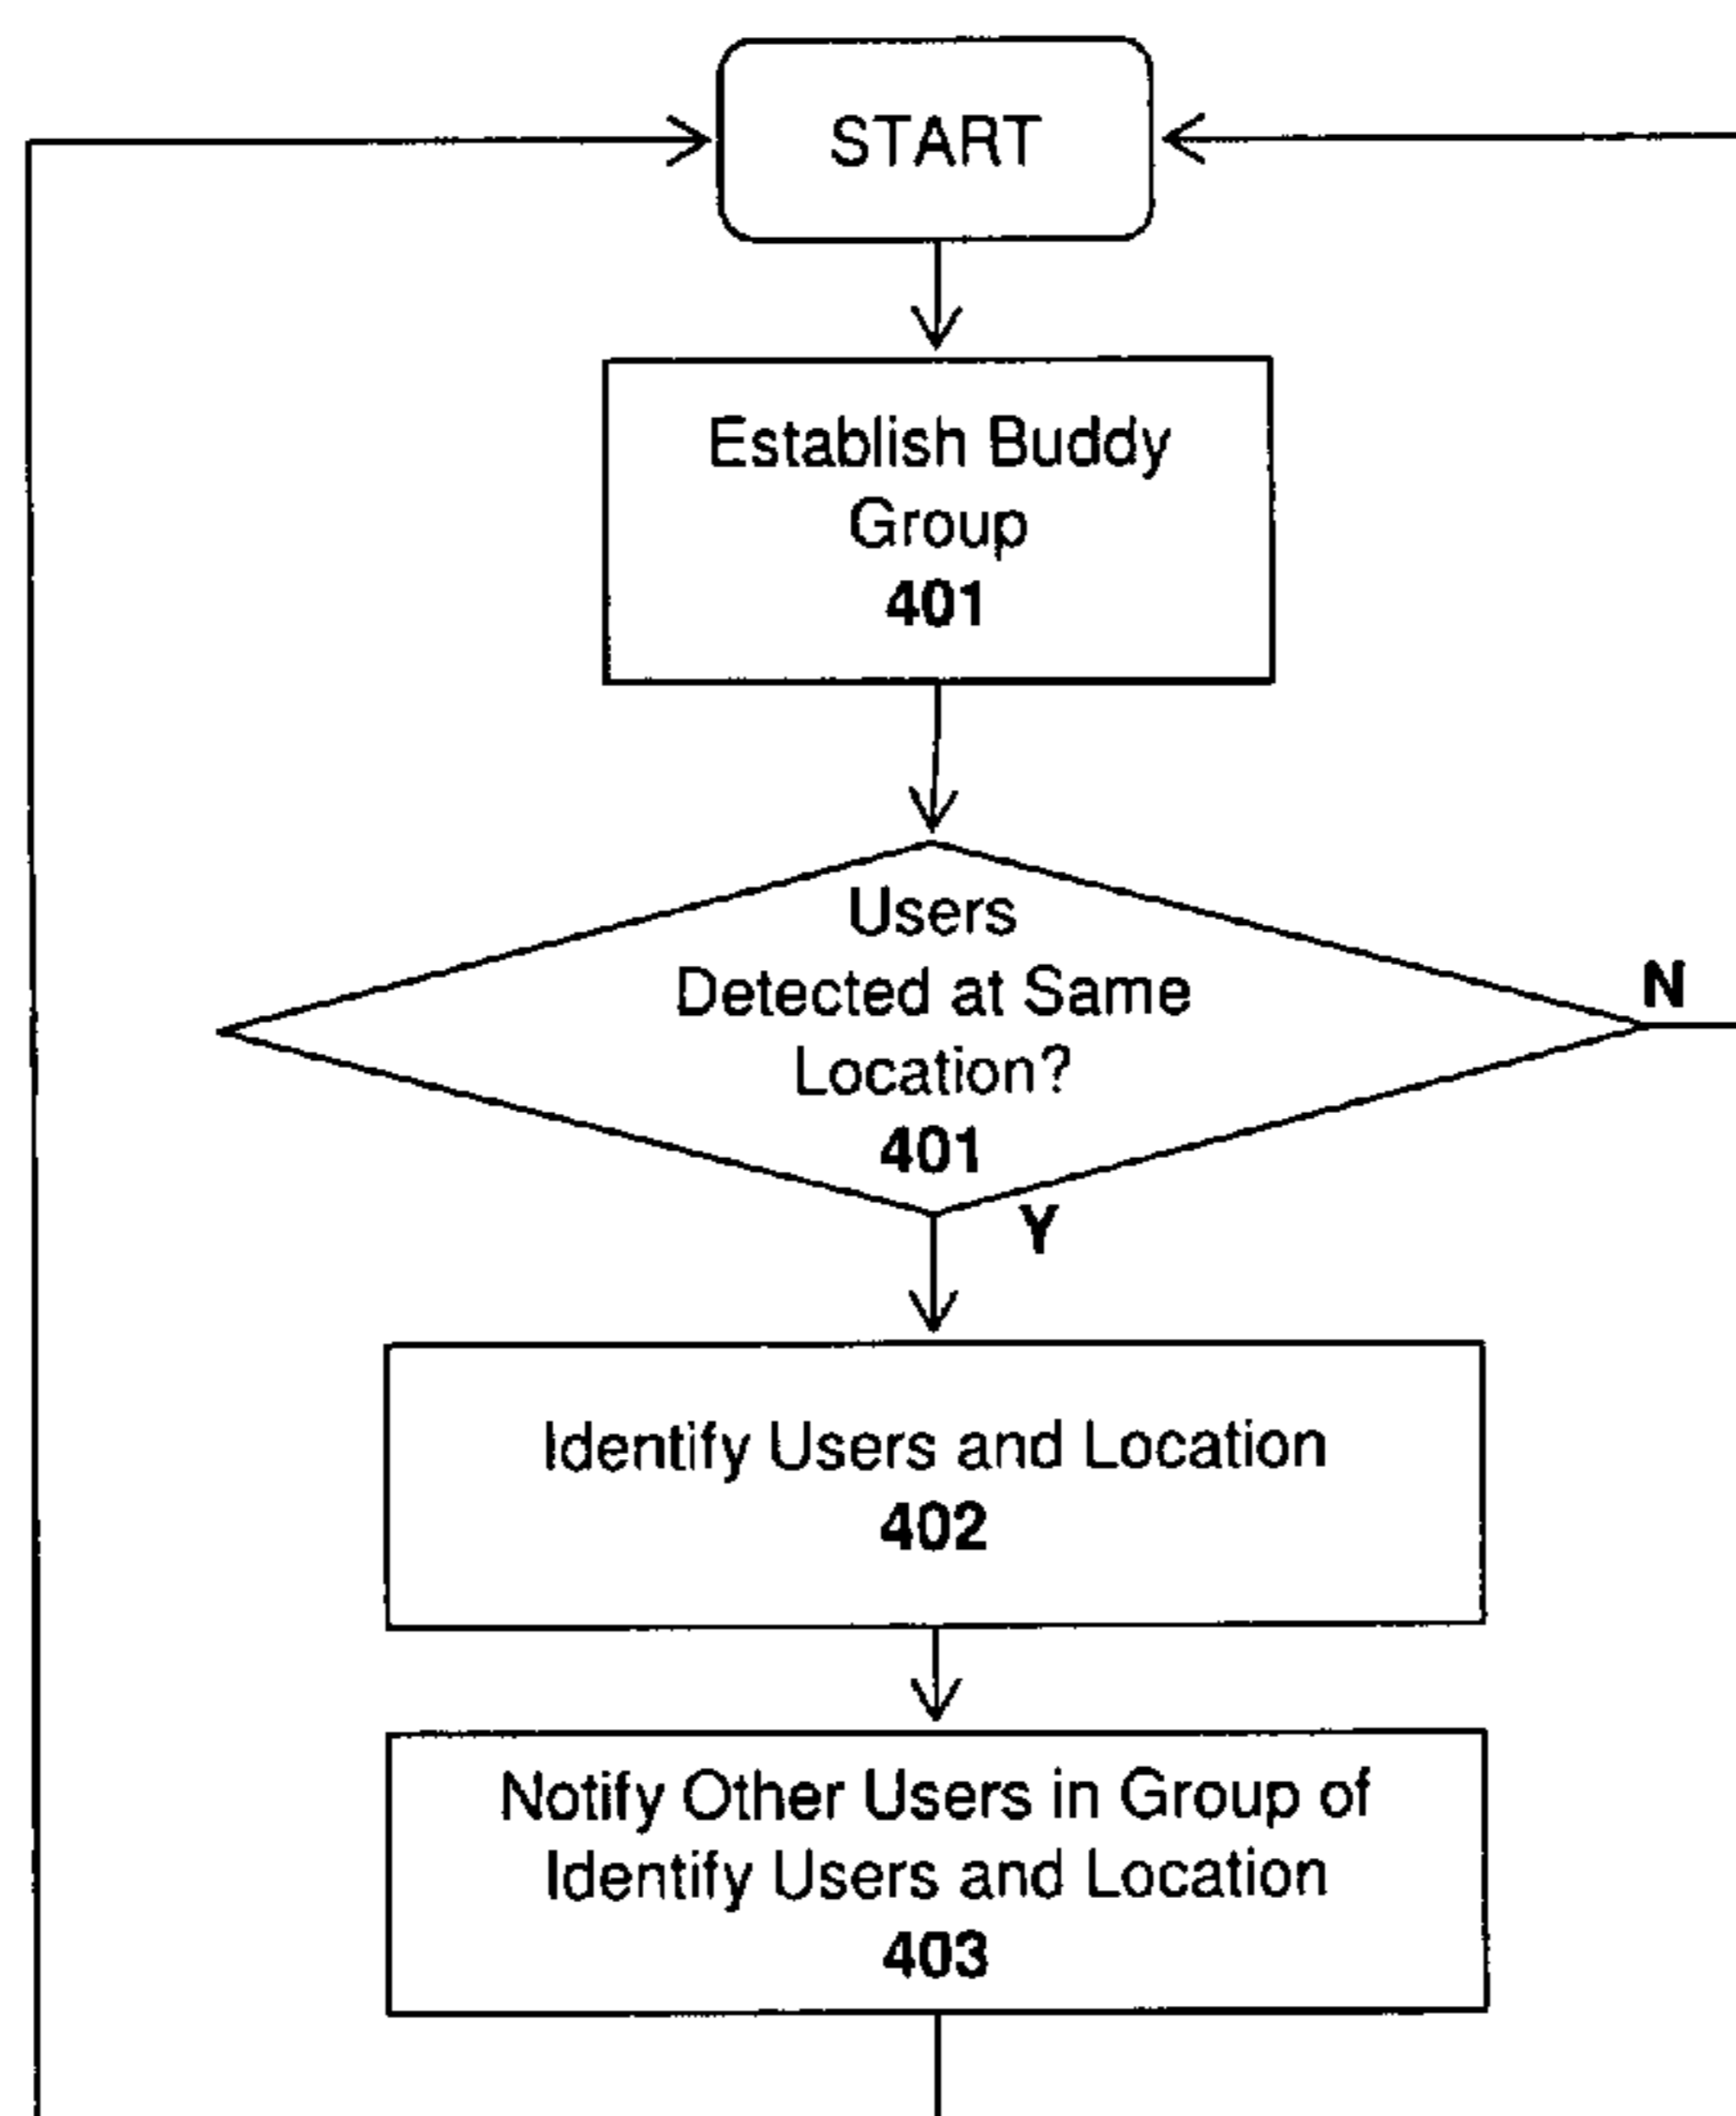 START
Establish Buddy
Group
401
Users
Detected at Same
Location?
401
N
Y
Identify Users and Location
402
Notify Other Users in Group of
Identify Users and Location
403